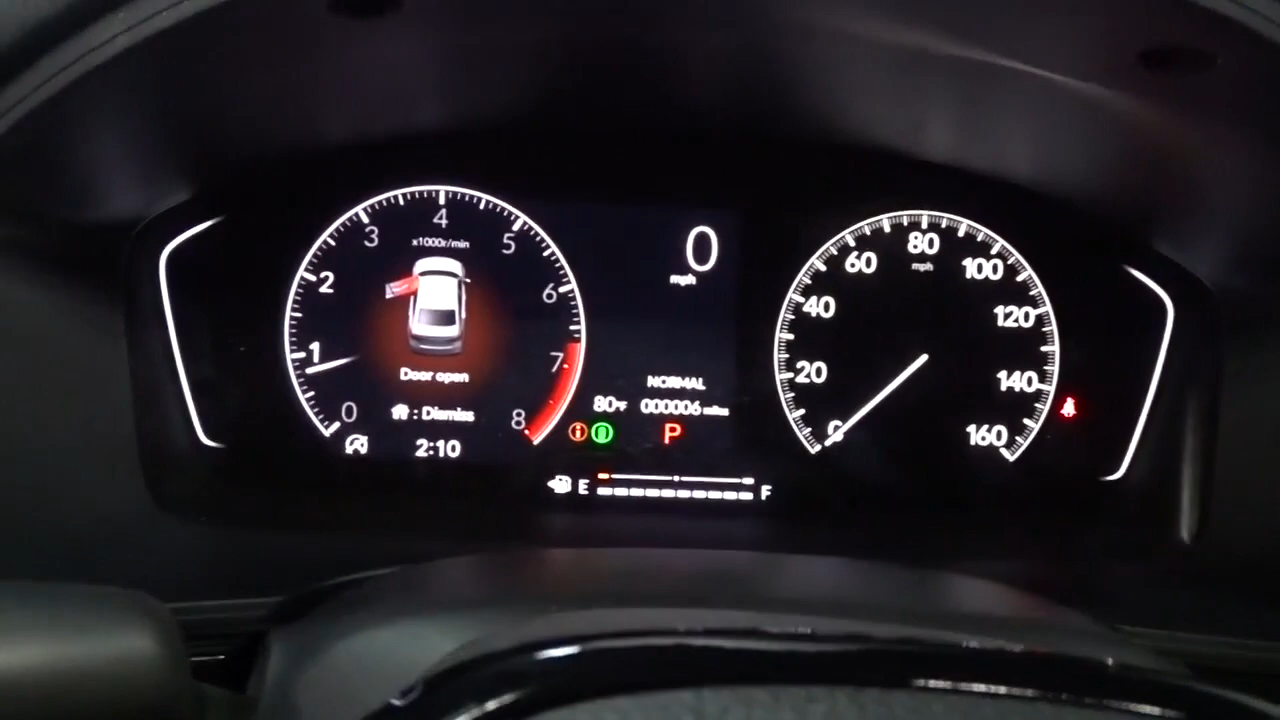 0
1
2
3
4
5
6
7
8
x1000r/min
Door open
: Dismiss
2:10
0
mph
NORMAL
80°F 000006 miles
P
E F
0
20
40
60
80
100
120
140
160
mph